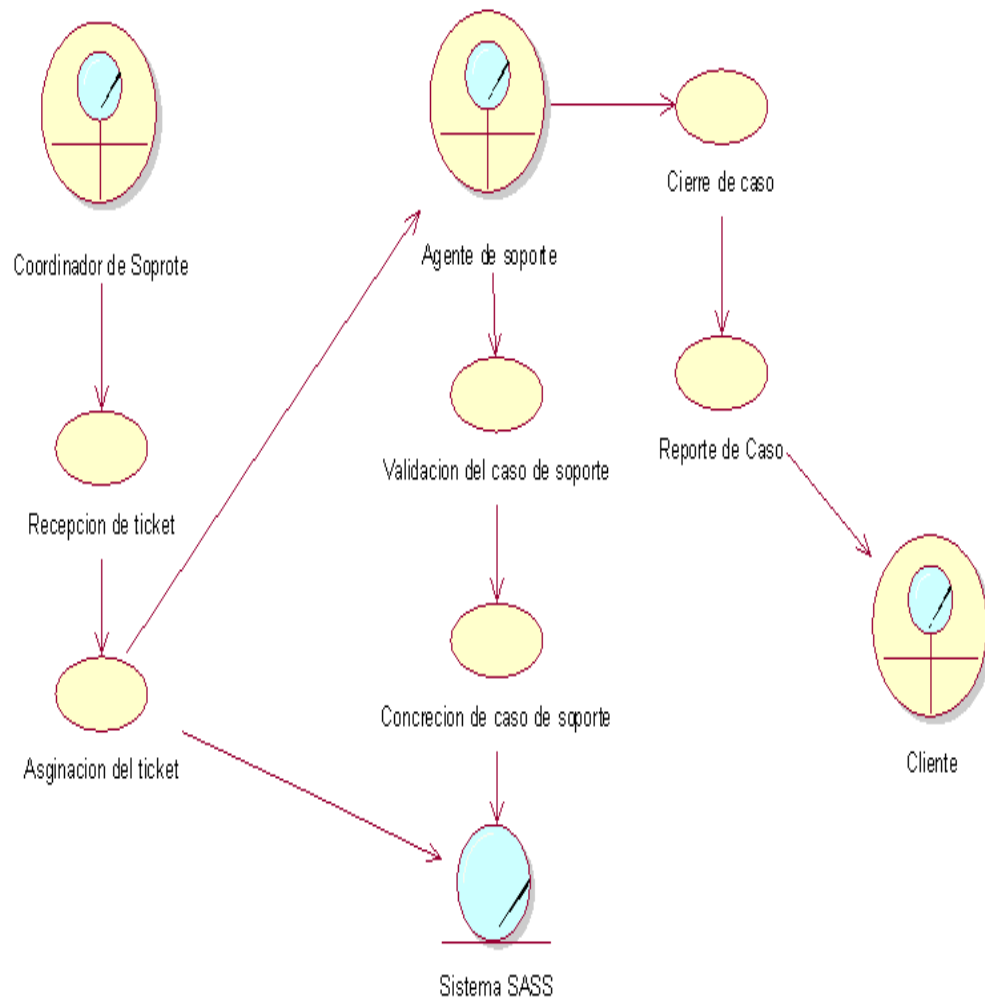 Coordinador de Soprote
Agente de soporte
Cierre de caso
Recepcion de ticket
Validacion del caso de soporte
Reporte de Caso
Asginacion del ticket
Concrecion de caso de soporte
Cliente
Sistema SASS